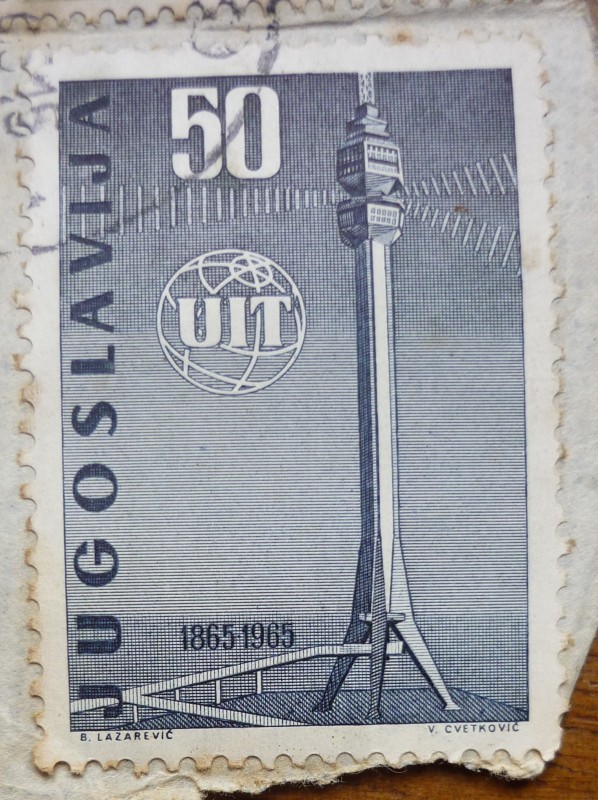 50
JUGOSLAVIJA
UIT
1865-1965
B. LAZAREVIĆ
V. CVETKOVIĆ